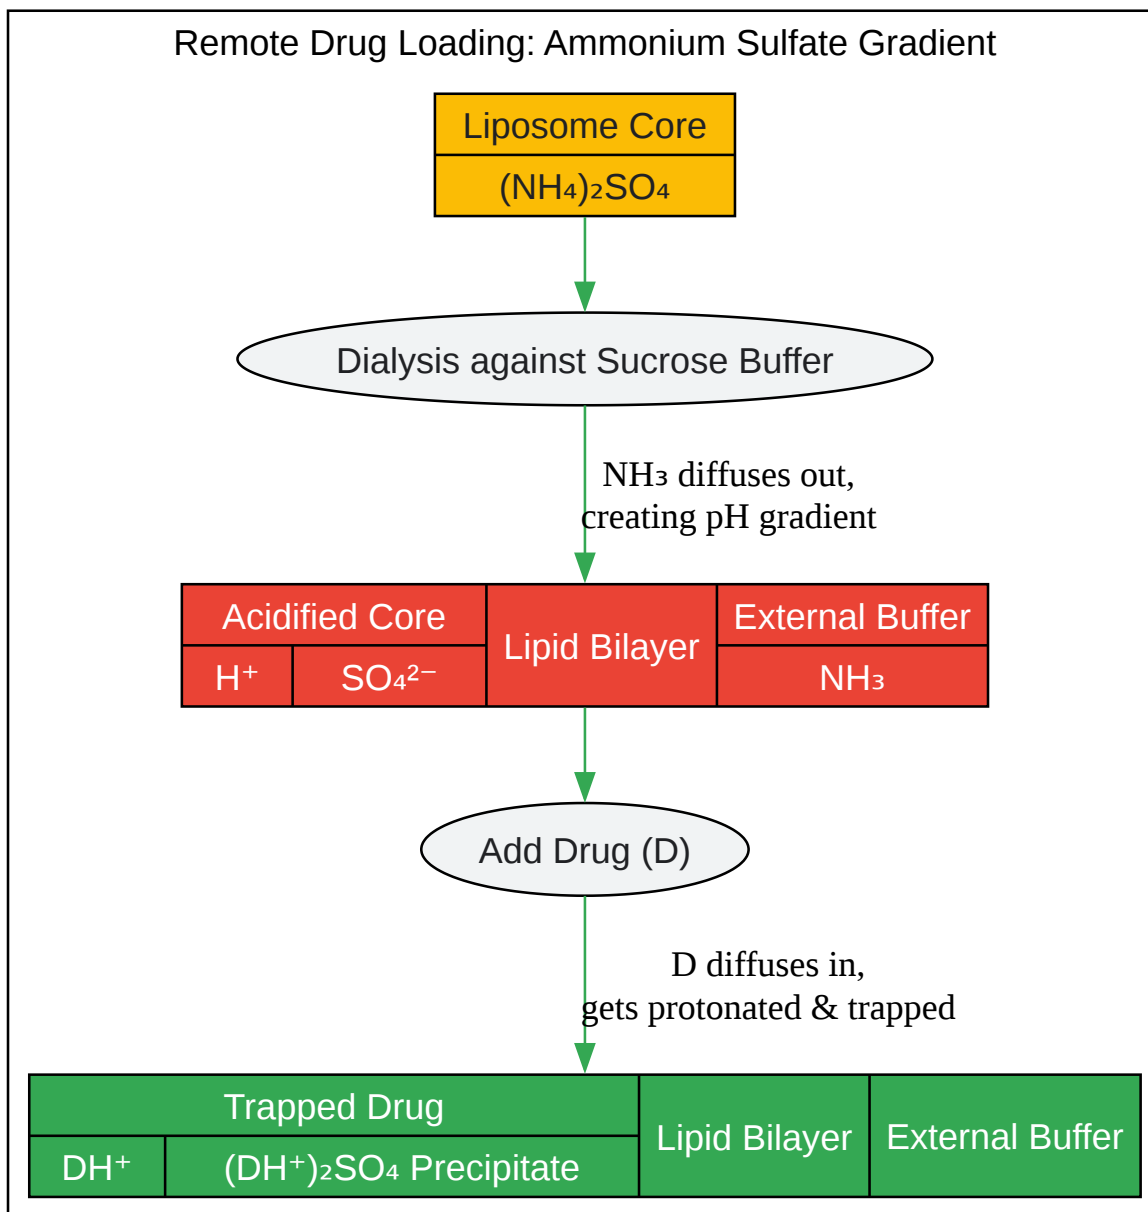 Remote Drug Loading: Ammonium Sulfate Gradient
Liposome Core
(NH₄)₂SO₄
Dialysis against Sucrose Buffer
NH₃ diffuses out,
creating pH gradient
Acidified Core
Lipid Bilayer
External Buffer
H⁺
SO₄²⁻
NH₃
Add Drug (D)
D diffuses in,
gets protonated & trapped
Trapped Drug
Lipid Bilayer
External Buffer
DH⁺
(DH⁺)₂SO₄ Precipitate